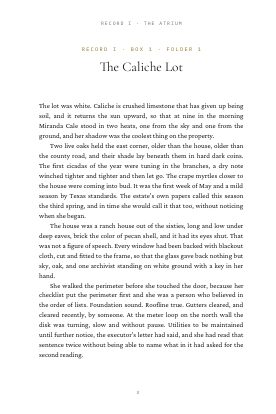 RECORD I · THE ATRIUM
RECORD I · BOX 1 · FOLDER 1
The Caliche Lot
The lot was white. Caliche is crushed limestone that has given up being
soil, and it returns the sun upward, so that at nine in the morning
Miranda Cale stood in two heats, one from the sky and one from the
ground, and her shadow was the coolest thing on the property.
Two live oaks held the east corner, older than the house, older than
the county road, and their shade lay beneath them in hard dark coins.
The first cicadas of the year were tuning in the branches, a dry note
winched tighter and tighter and then let go. The crape myrtles closer to
the house were coming into bud. It was the first week of May and a mild
season by Texas standards. The estate's own papers called this season
the third spring, and in time she would call it that too, without noticing
when she began.
The house was a ranch house out of the sixties, long and low under
deep eaves, brick the color of pecan shell, and it had its eyes shut. That
was not a figure of speech. Every window had been backed with blackout
cloth, cut and fitted to the frame, so that the glass gave back nothing but
sky, oak, and one archivist standing on white ground with a key in her
hand.
She walked the perimeter before she touched the door, because her
checklist put the perimeter first and she was a person who believed in
the order of lists. Foundation sound. Roofline true. Gutters cleared, and
cleared recently, by someone. At the meter loop on the north wall the
disk was turning, slow and without pause. Utilities to be maintained
until further notice, the executor's letter had said, and she had read that
sentence twice without being able to name what in it had asked for the
second reading.